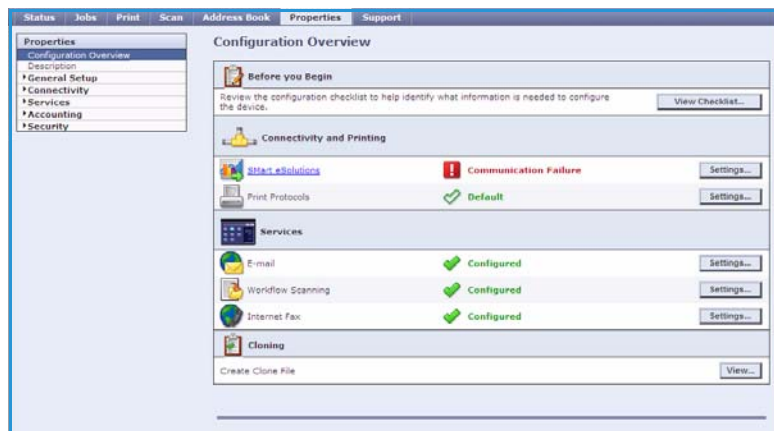 Status Jobs Print Scan Address Book Properties Support
Properties
Configuration Overview
Description
General Setup
Connectivity
Services
Accounting
Security
Configuration Overview
Before you Begin
Review the configuration checklist to help identify what information is needed to configure
the device.
View Checklist...
Connectivity and Printing
SMart eSolutions Communication Failure Settings...
Print Protocols Default Settings...
Services
E-mail Configured Settings...
Workflow Scanning Configured Settings...
Internet Fax Configured Settings...
Cloning
Create Clone File View...